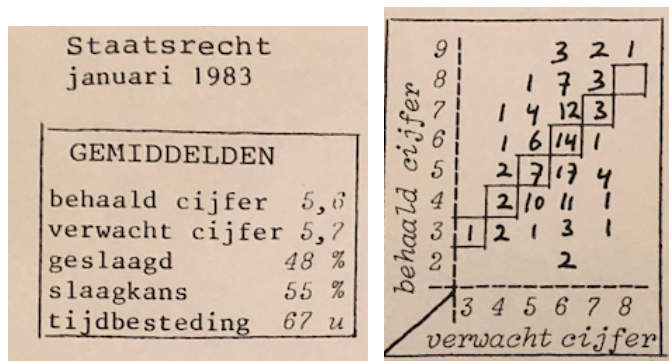 Staatsrecht
januari 1983
GEMIDDELDEN
behaald cijfer 5,6
verwacht cijfer 5,7
geslaagd 48 %
slaagkans 55 %
tijdbesteding 67 u
behaald cijfer
9 3 2 1
8 1 7 3
7 1 4 12 3
6 1 6 14 1
5 2 7 17 4
4 2 10 11 1
3 1 2 1 3 1
2 2
3 4 5 6 7 8
verwacht cijfer